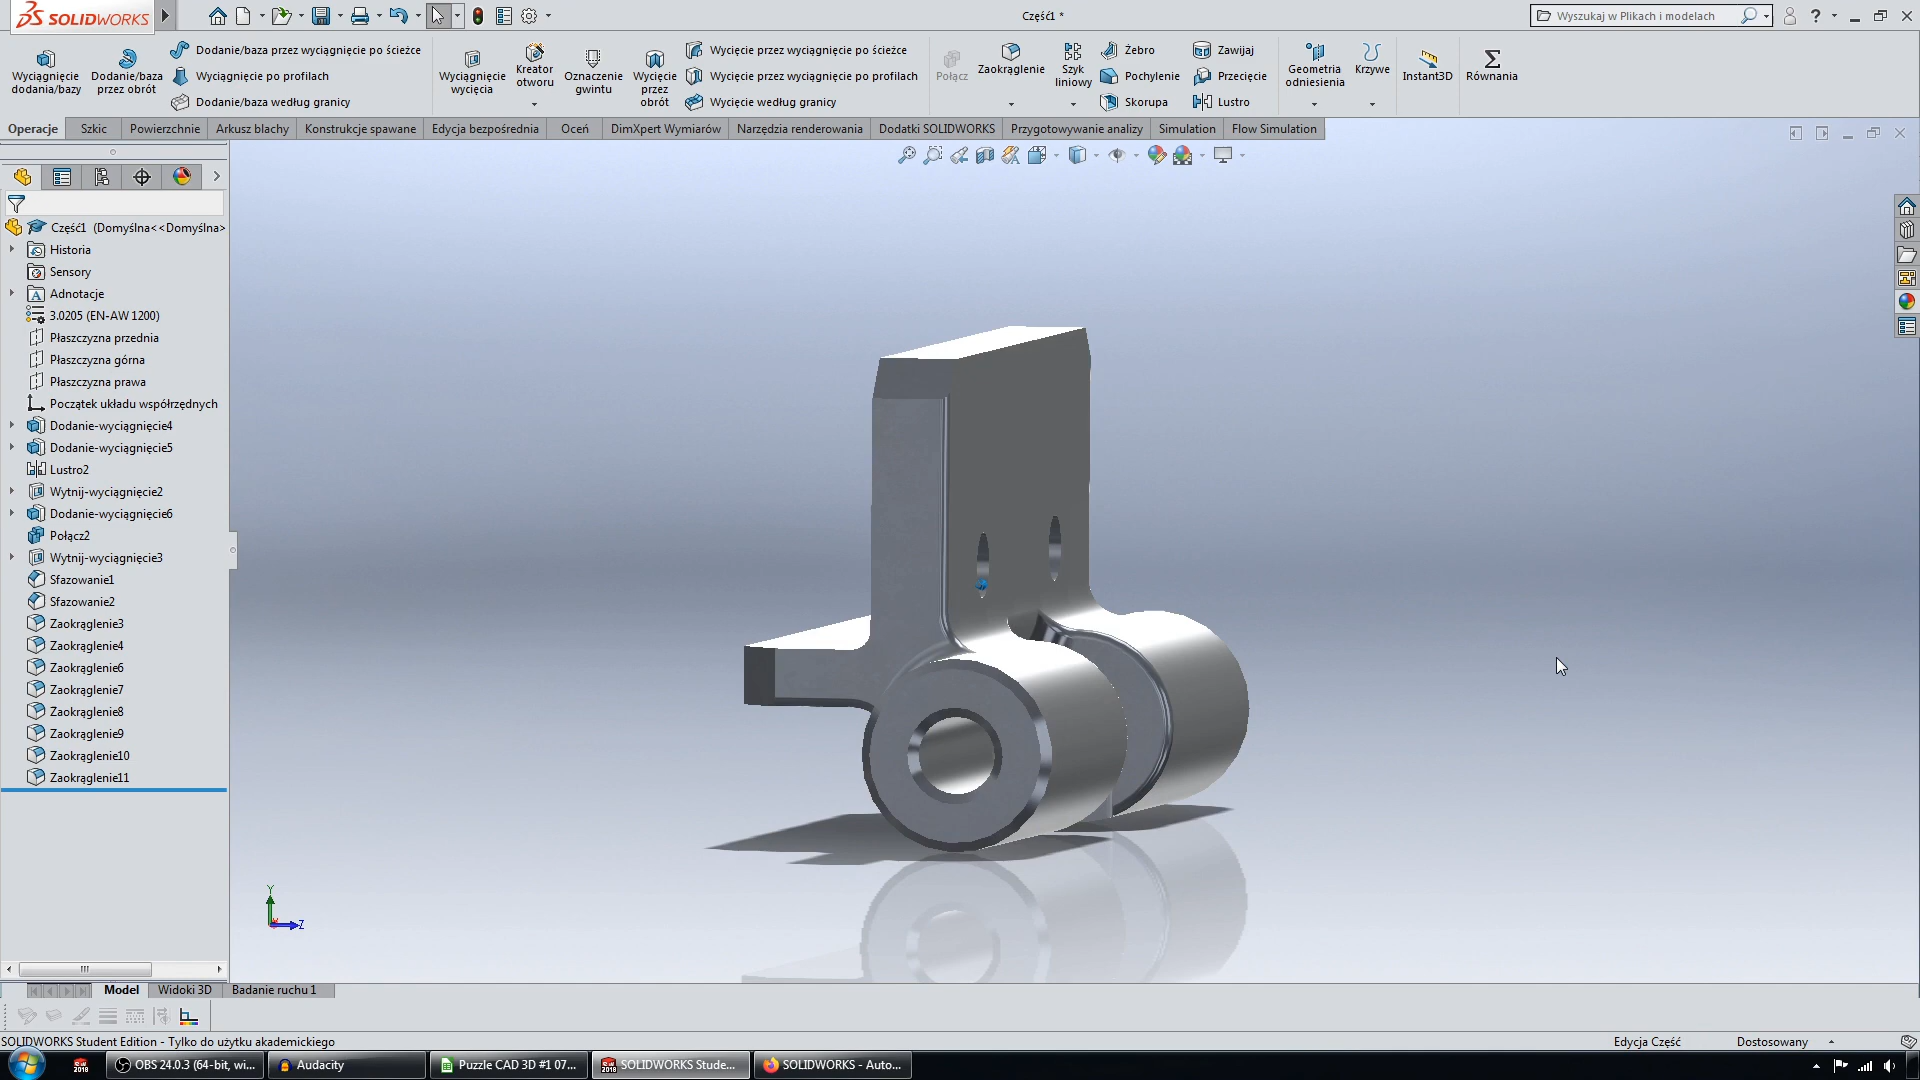 SOLIDWORKS
Część1 *
Wyszukaj w Plikach i modelach
?
Wyciągnięcie dodania/bazy
Dodanie/baza przez obrót
Dodanie/baza przez wyciągnięcie po ścieżce
Wyciągnięcie po profilach
Dodanie/baza według granicy
Wyciągnięcie wycięcia
Kreator otworu
Oznaczenie gwintu
Wycięcie przez obrót
Wycięcie przez wyciągnięcie po ścieżce
Wycięcie przez wyciągnięcie po profilach
Wycięcie według granicy
Połącz
Zaokrąglenie
Szyk liniowy
Żebro
Pochylenie
Skorupa
Zawijaj
Przecięcie
Lustro
Geometria odniesienia
Krzywe
Instant3D
Równania
Operacje
Szkic
Powierzchnie
Arkusz blachy
Konstrukcje spawane
Edycja bezpośrednia
Oceń
DimXpert Wymiarów
Narzędzia renderowania
Dodatki SOLIDWORKS
Przygotowywanie analizy
Simulation
Flow Simulation
Część1 (Domyślna<<Domyślna>
Historia
Sensory
Adnotacje
3.0205 (EN-AW 1200)
Płaszczyzna przednia
Płaszczyzna górna
Płaszczyzna prawa
Początek układu współrzędnych
Dodanie-wyciągnięcie4
Dodanie-wyciągnięcie5
Lustro2
Wytnij-wyciągnięcie2
Dodanie-wyciągnięcie6
Połącz2
Wytnij-wyciągnięcie3
Sfazowanie1
Sfazowanie2
Zaokrąglenie3
Zaokrąglenie4
Zaokrąglenie6
Zaokrąglenie7
Zaokrąglenie8
Zaokrąglenie9
Zaokrąglenie10
Zaokrąglenie11
Y
Z
Model
Widoki 3D
Badanie ruchu 1
SOLIDWORKS Student Edition - Tylko do użytku akademickiego
Edycja Część
Dostosowany
2018
OBS 24.0.3 (64-bit, wi...
Audacity
Puzzle CAD 3D #1 07...
2018
SOLIDWORKS Stude...
SOLIDWORKS - Auto...